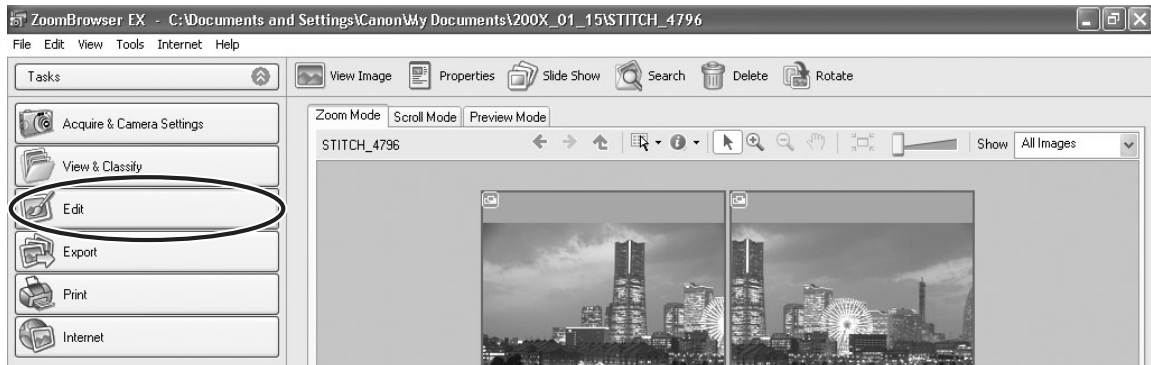 ZoomBrowser EX - C:\Documents and Settings\Canon\My Documents\200X_01_15\STITCH_4796
File Edit View Tools Internet Help
Tasks
View Image Properties Slide Show Search Delete Rotate
Acquire & Camera Settings
View & Classify
Edit
Export
Print
Internet
Zoom Mode Scroll Mode Preview Mode
STITCH_4796
Show All Images